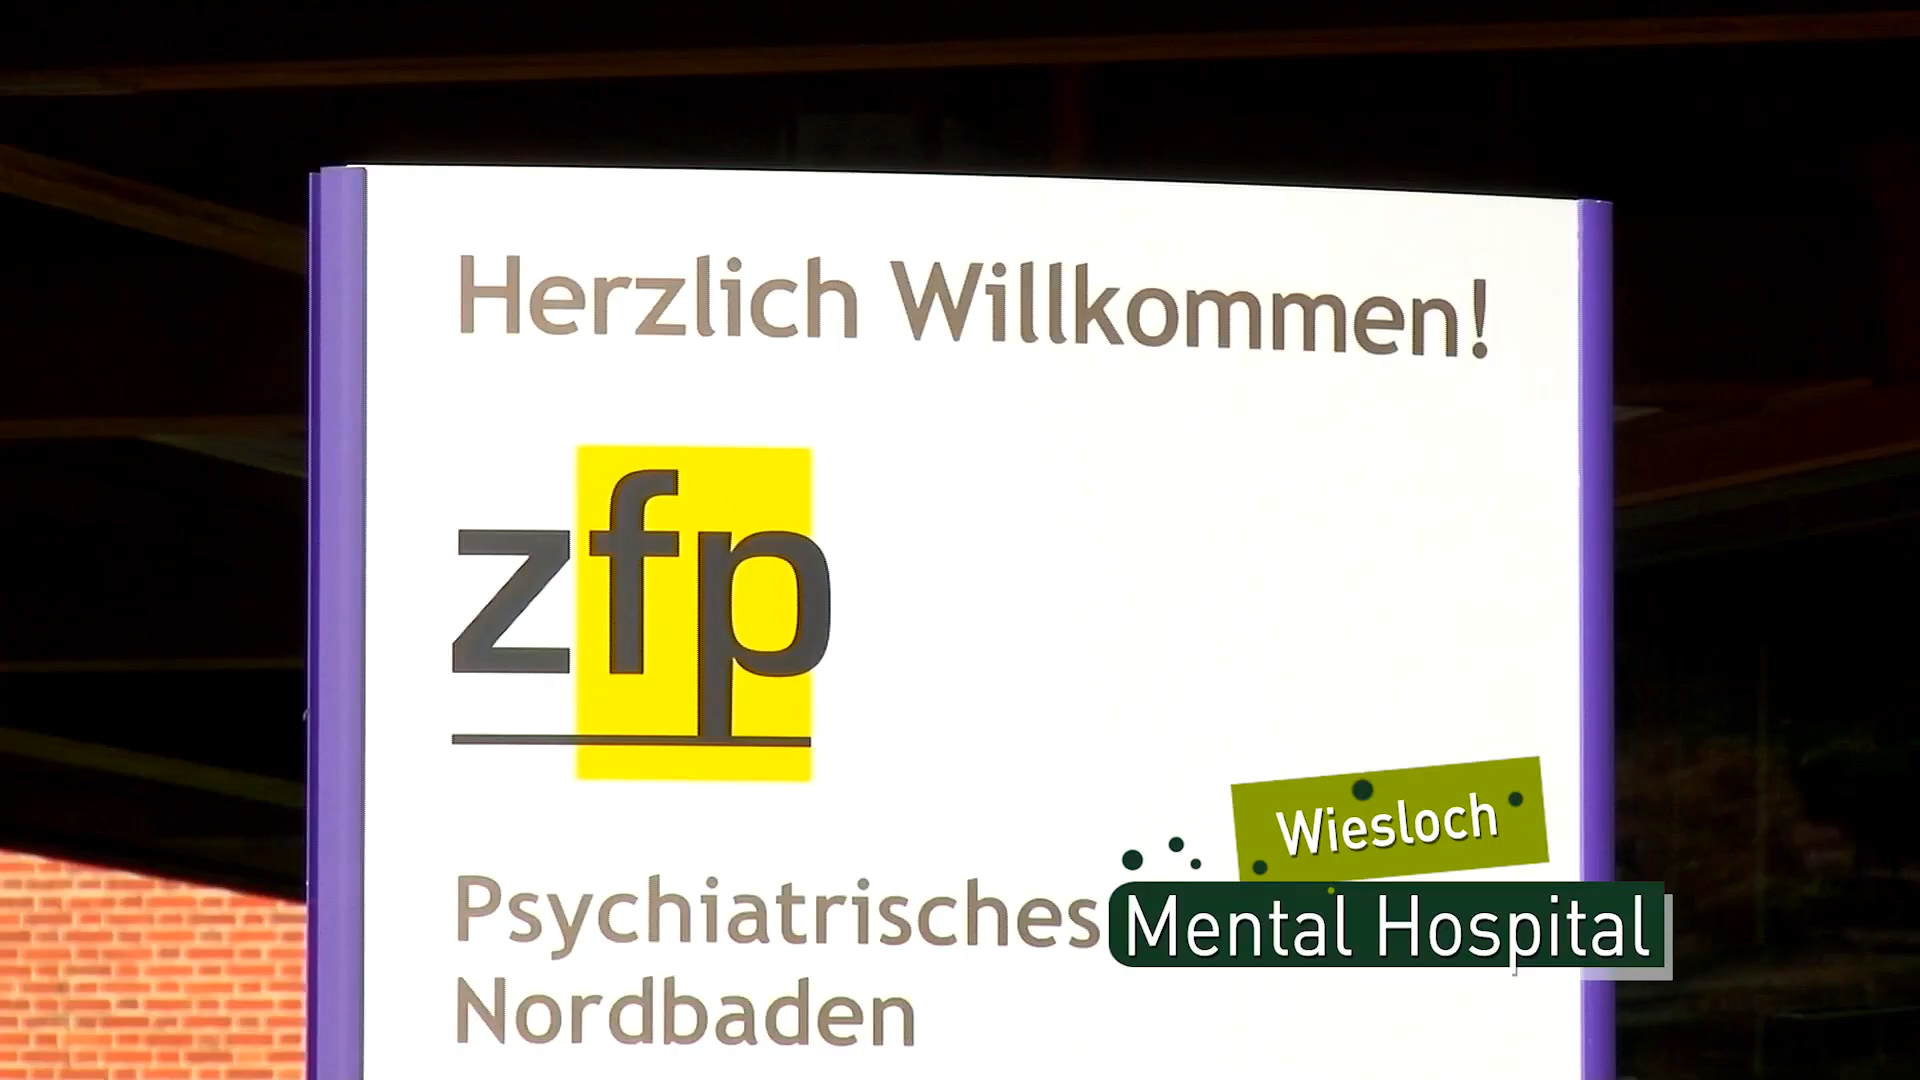 Herzlich Willkommen!
zfp
Wiesloch
Psychiatrisches
Mental Hospital
Nordbaden